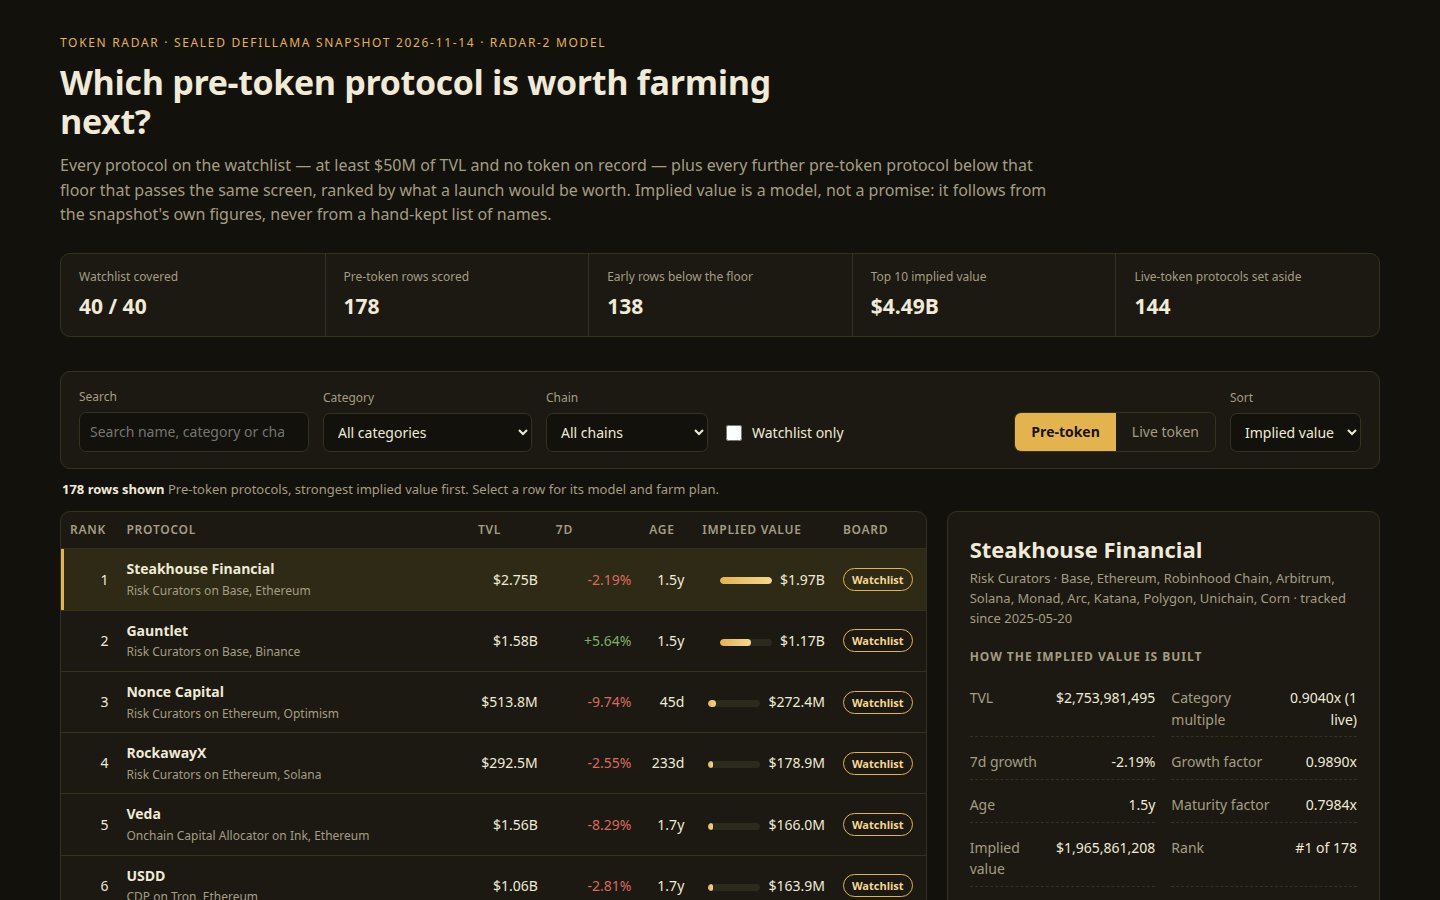 TOKEN RADAR · SEALED DEFILLAMA SNAPSHOT 2026-11-14 · RADAR-2 MODEL
Which pre-token protocol is worth farming
next?
Every protocol on the watchlist — at least $50M of TVL and no token on record — plus every further pre-token protocol below that
floor that passes the same screen, ranked by what a launch would be worth. Implied value is a model, not a promise: it follows from
the snapshot's own figures, never from a hand-kept list of names.
Watchlist covered
40 / 40
Pre-token rows scored
178
Early rows below the floor
138
Top 10 implied value
$4.49B
Live-token protocols set aside
144
Search
Search name, category or cha
Category
All categories
Chain
All chains
Watchlist only
Pre-token
Live token
Sort
Implied value
178 rows shown Pre-token protocols, strongest implied value first. Select a row for its model and farm plan.
RANK PROTOCOL TVL 7D AGE IMPLIED VALUE BOARD
1 Steakhouse Financial $2.75B -2.19% 1.5y $1.97B Watchlist
Risk Curators on Base, Ethereum
2 Gauntlet $1.58B +5.64% 1.5y $1.17B Watchlist
Risk Curators on Base, Binance
3 Nonce Capital $513.8M -9.74% 45d $272.4M Watchlist
Risk Curators on Ethereum, Optimism
4 RockawayX $292.5M -2.55% 233d $178.9M Watchlist
Risk Curators on Ethereum, Solana
5 Veda $1.56B -8.29% 1.7y $166.0M Watchlist
Onchain Capital Allocator on Ink, Ethereum
6 USDD $1.06B -2.81% 1.7y $163.9M Watchlist
CDP on Tron, Ethereum
Steakhouse Financial
Risk Curators · Base, Ethereum, Robinhood Chain, Arbitrum,
Solana, Monad, Arc, Katana, Polygon, Unichain, Corn · tracked
since 2025-05-20
HOW THE IMPLIED VALUE IS BUILT
TVL $2,753,981,495
Category multiple 0.9040x (1 live)
7d growth -2.19%
Growth factor 0.9890x
Age 1.5y
Maturity factor 0.7984x
Implied value $1,965,861,208
Rank #1 of 178